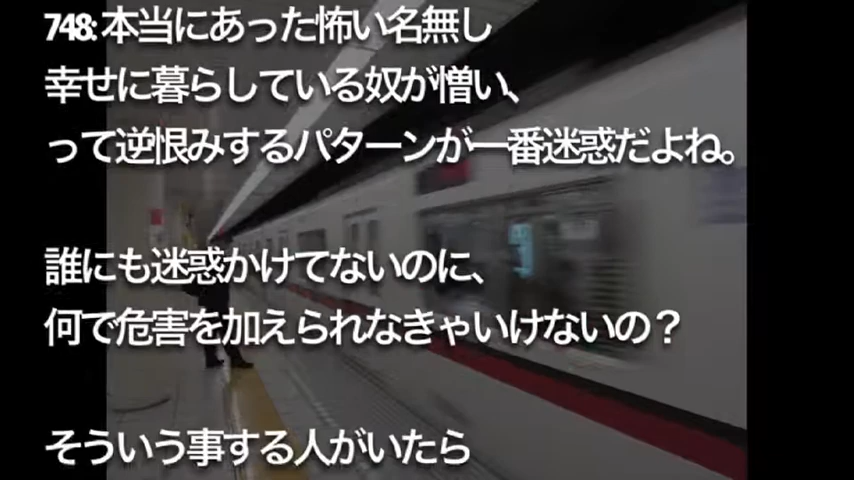 748:本当にあった怖い名無し
幸せに暮らしている奴が憎い、
って逆恨みするパターンが一番迷惑だよね。
誰にも迷惑かけてないのに、
何で危害を加えられなきゃいけないの？
そういう事する人がいたら